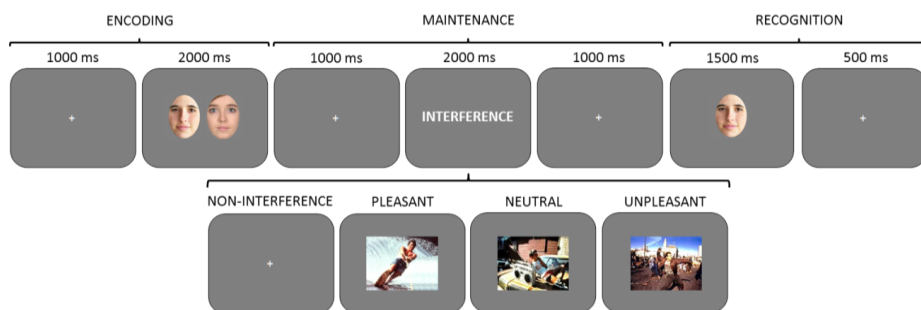 ENCODING MAINTENANCE RECOGNITION
1000 ms 2000 ms 1000 ms 2000 ms 1000 ms 1500 ms 500 ms
INTERFERENCE
NON-INTERFERENCE PLEASANT NEUTRAL UNPLEASANT